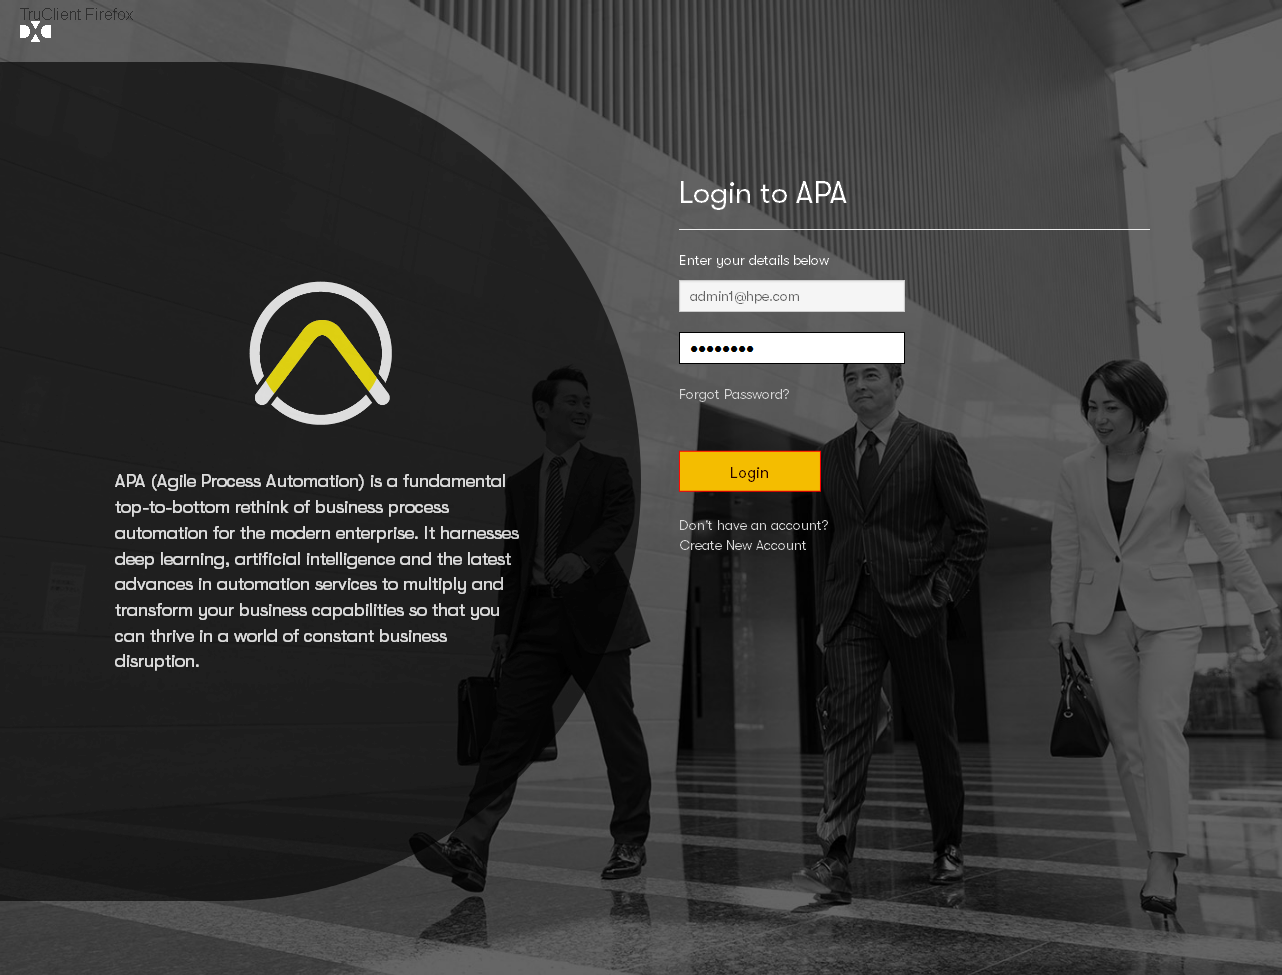 TruClient Firefox
Login to APA
Enter your details below
admin1@hpe.com
••••••••
Forgot Password?
Login
Don't have an account?
Create New Account
APA (Agile Process Automation) is a fundamental
top-to-bottom rethink of business process
automation for the modern enterprise. It harnesses
deep learning, artificial intelligence and the latest
advances in automation services to multiply and
transform your business capabilities so that you
can thrive in a world of constant business
disruption.